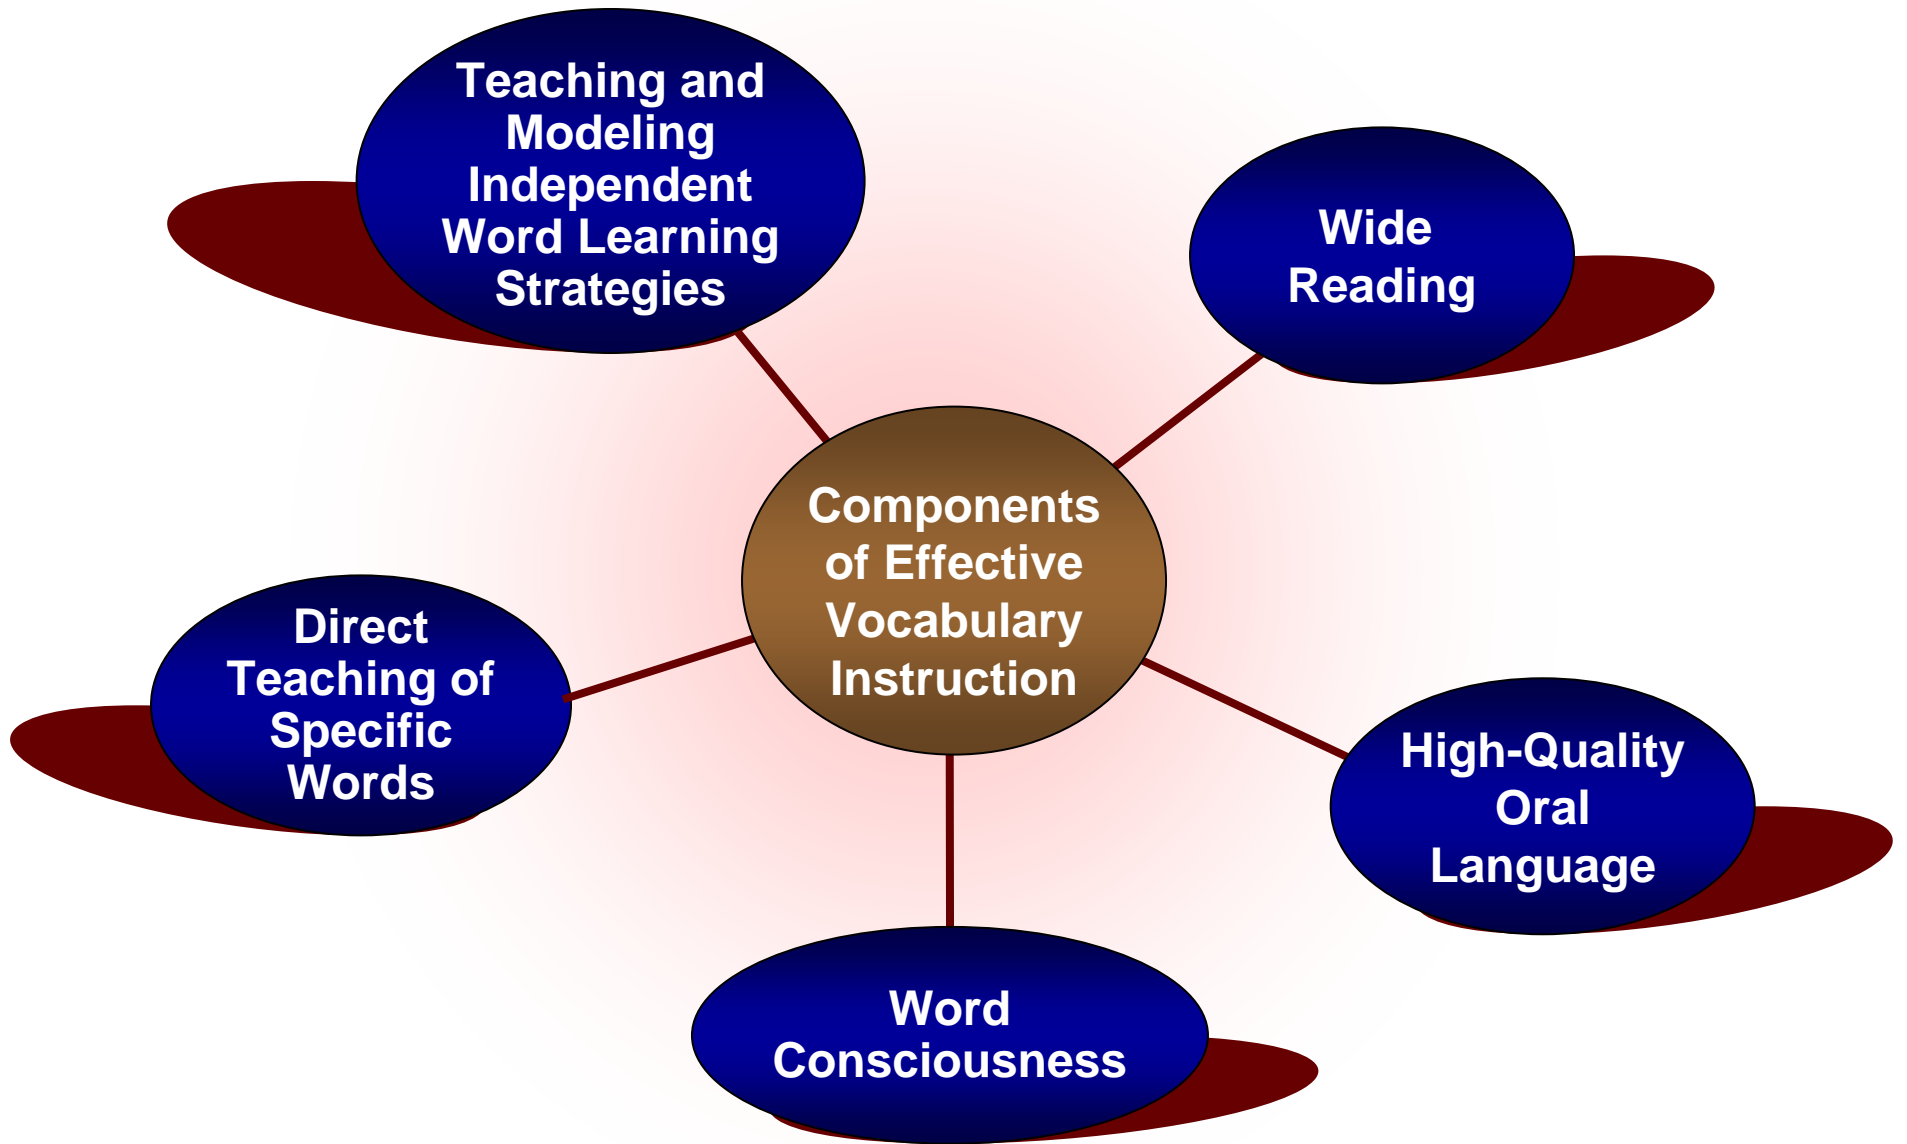 Teaching and
Modeling
Independent
Word Learning
Strategies
Wide
Reading
Components
of Effective
Vocabulary
Instruction
Direct
Teaching of
Specific
Words
High-Quality
Oral
Language
Word
Consciousness